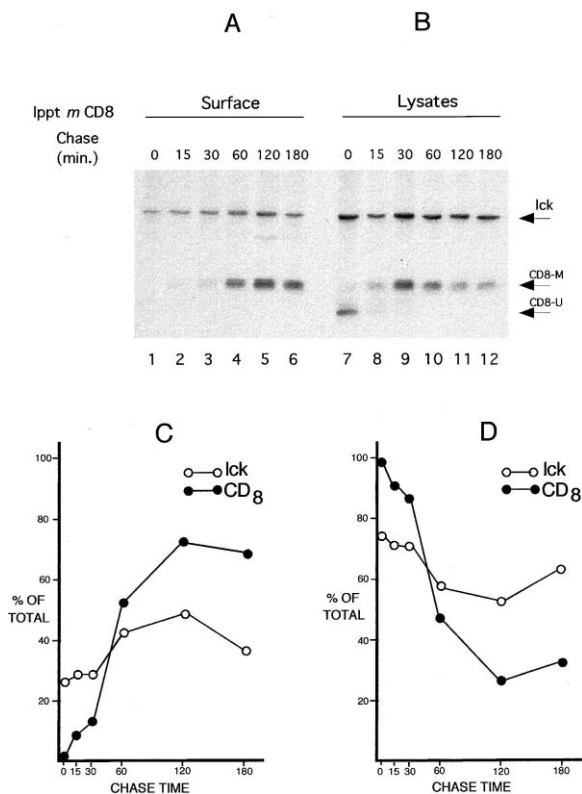 A B
Ippt m CD8 Surface Lysates
Chase (min.) 0 15 30 60 120 180 0 15 30 60 120 180
lck
CD8-M
CD8-U
1 2 3 4 5 6 7 8 9 10 11 12
C
lck
CD8
100
80
60
40
20
% OF TOTAL
0 15 30 60 120 180
CHASE TIME
D
lck
CD8
100
80
60
40
20
% OF TOTAL
0 15 30 60 120 180
CHASE TIME